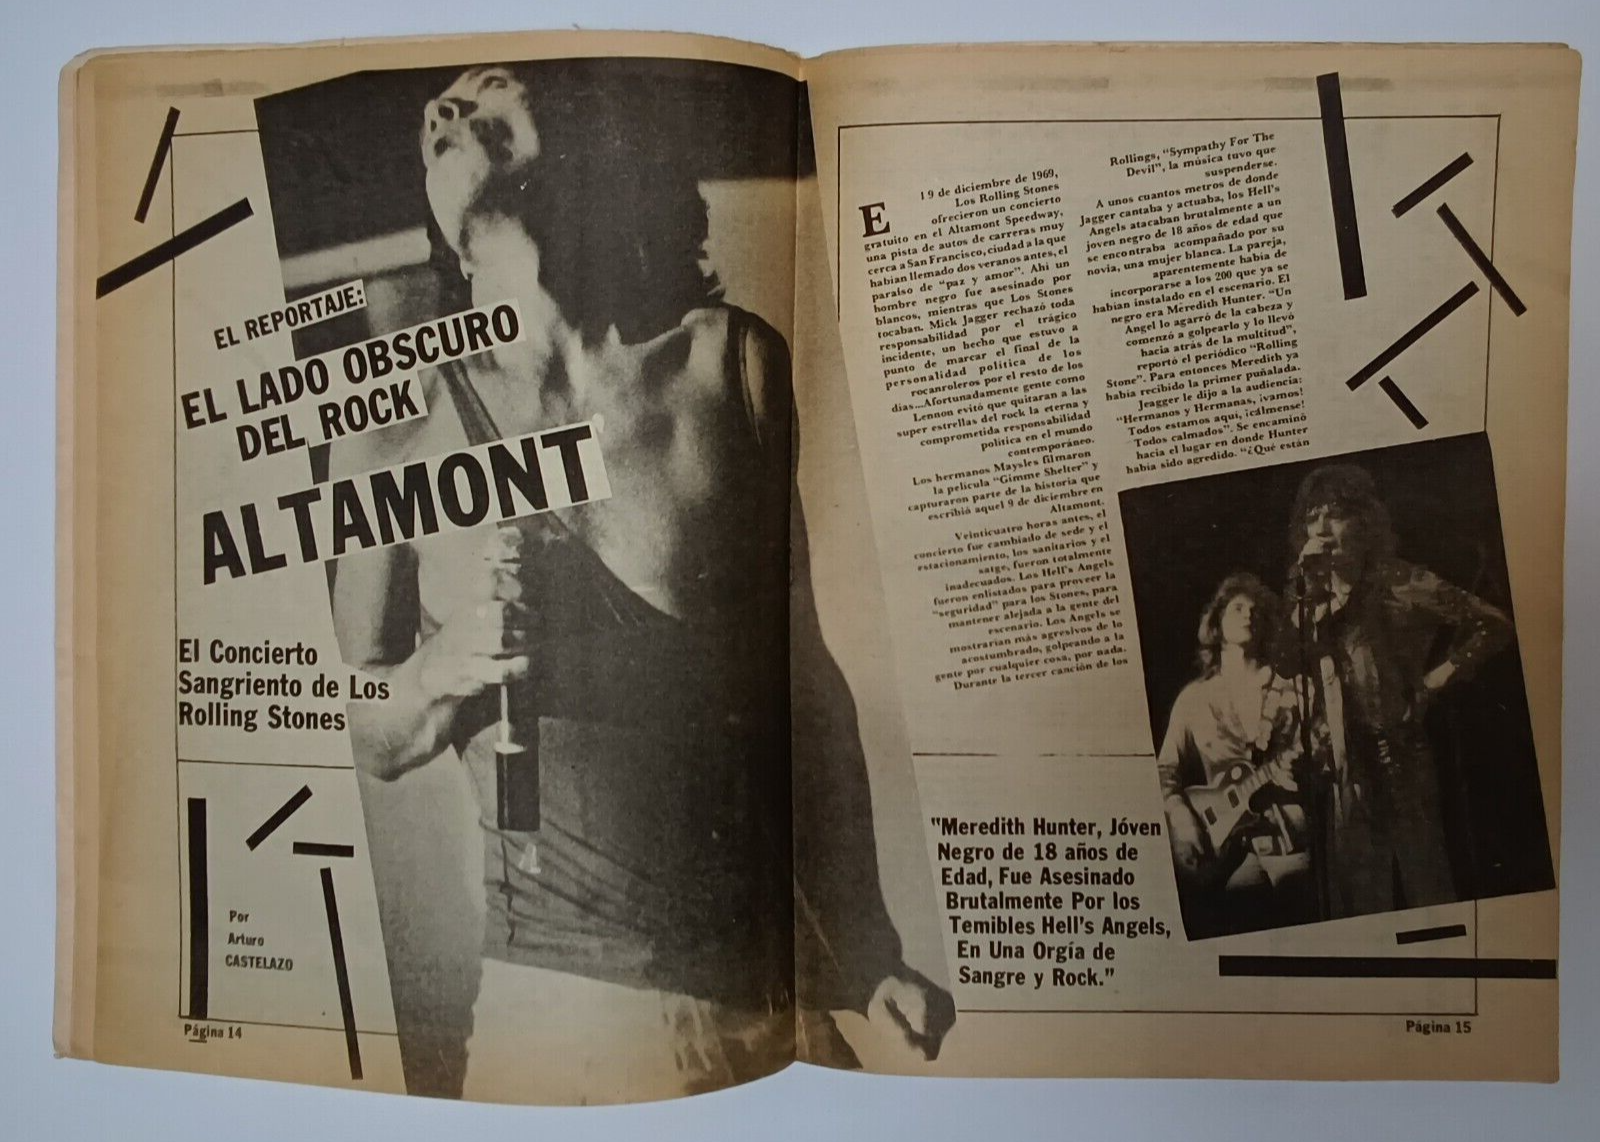 EL REPORTAJE:
EL LADO OBSCURO
DEL ROCK
ALTAMONT
El Concierto
Sangriento de Los
Rolling Stones
Por
Arturo
CASTELAZO
Página 14
El 9 de diciembre de 1969,
Los Rolling Stones
ofrecieron un concierto
gratuito en el Altamont Speedway,
una pista de autos de carreras muy
cerca a San Francisco, ciudad a la que
habían llemado dos veranos antes, el
paraíso de "paz y amor". Ahí un
hombre negro fue asesinado por
blancos, mientras que Los Stones
tocaban. Mick Jagger rechazó toda
responsabilidad por el trágico
incidente, un hecho que estuvo a
punto de marcar el final de la
personalidad política de los
rocanroleros por el resto de los
días...Afortunadamente gente como
Lennon evitó que quitaran a las
super estrellas del rock la eterna y
comprometida responsabilidad
política en el mundo
contemporáneo.
Los hermanos Maysles filmaron
la película "Gimme Shelter" y
capturaron parte de la historia que
escribió aquel 9 de diciembre en
Altamont.
Veinticuatro horas antes, el
concierto fue cambiado de sede y el
estacionamiento, los sanitarios y el
satge, fueron totalmente
inadecuados. Los Hell's Angels
fueron enlistados para proveer la
"seguridad" para los Stones, para
mantener alejada a la gente del
escenario. Los Angels se
mostrarían más agresivos de lo
acostumbrado, golpeando a la
gente por cualquier cosa, por nada.
Durante la tercer canción de los
Rollings, "Sympathy For The
Devil", la música tuvo que
suspenderse.
A unos cuantos metros de donde
Jagger cantaba y actuaba, los Hell's
Angels atacaban brutalmente a un
joven negro de 18 años de edad que
se encontraba acompañado por su
novia, una mujer blanca. La pareja,
aparentemente había de
incorporarse a los 200 que ya se
habían instalado en el escenario. El
negro era Meredith Hunter. "Un
Angel lo agarró de la cabeza y
comenzó a golpearlo y lo llevó
hacia atrás de la multitud",
reportó el periódico "Rolling
Stone". Para entonces Meredith ya
había recibido la primer puñalada.
Jeagger le dijo a la audiencia:
"Hermanos y Hermanas, ¡vamos!
Todos estamos aquí, ¡cálmense!
Todos calmados". Se encaminó
hacia el lugar en donde Hunter
había sido agredido. "¿Qué están
"Meredith Hunter, Jóven
Negro de 18 años de
Edad, Fue Asesinado
Brutalmente Por los
Temibles Hell's Angels,
En Una Orgía de
Sangre y Rock."
Página 15